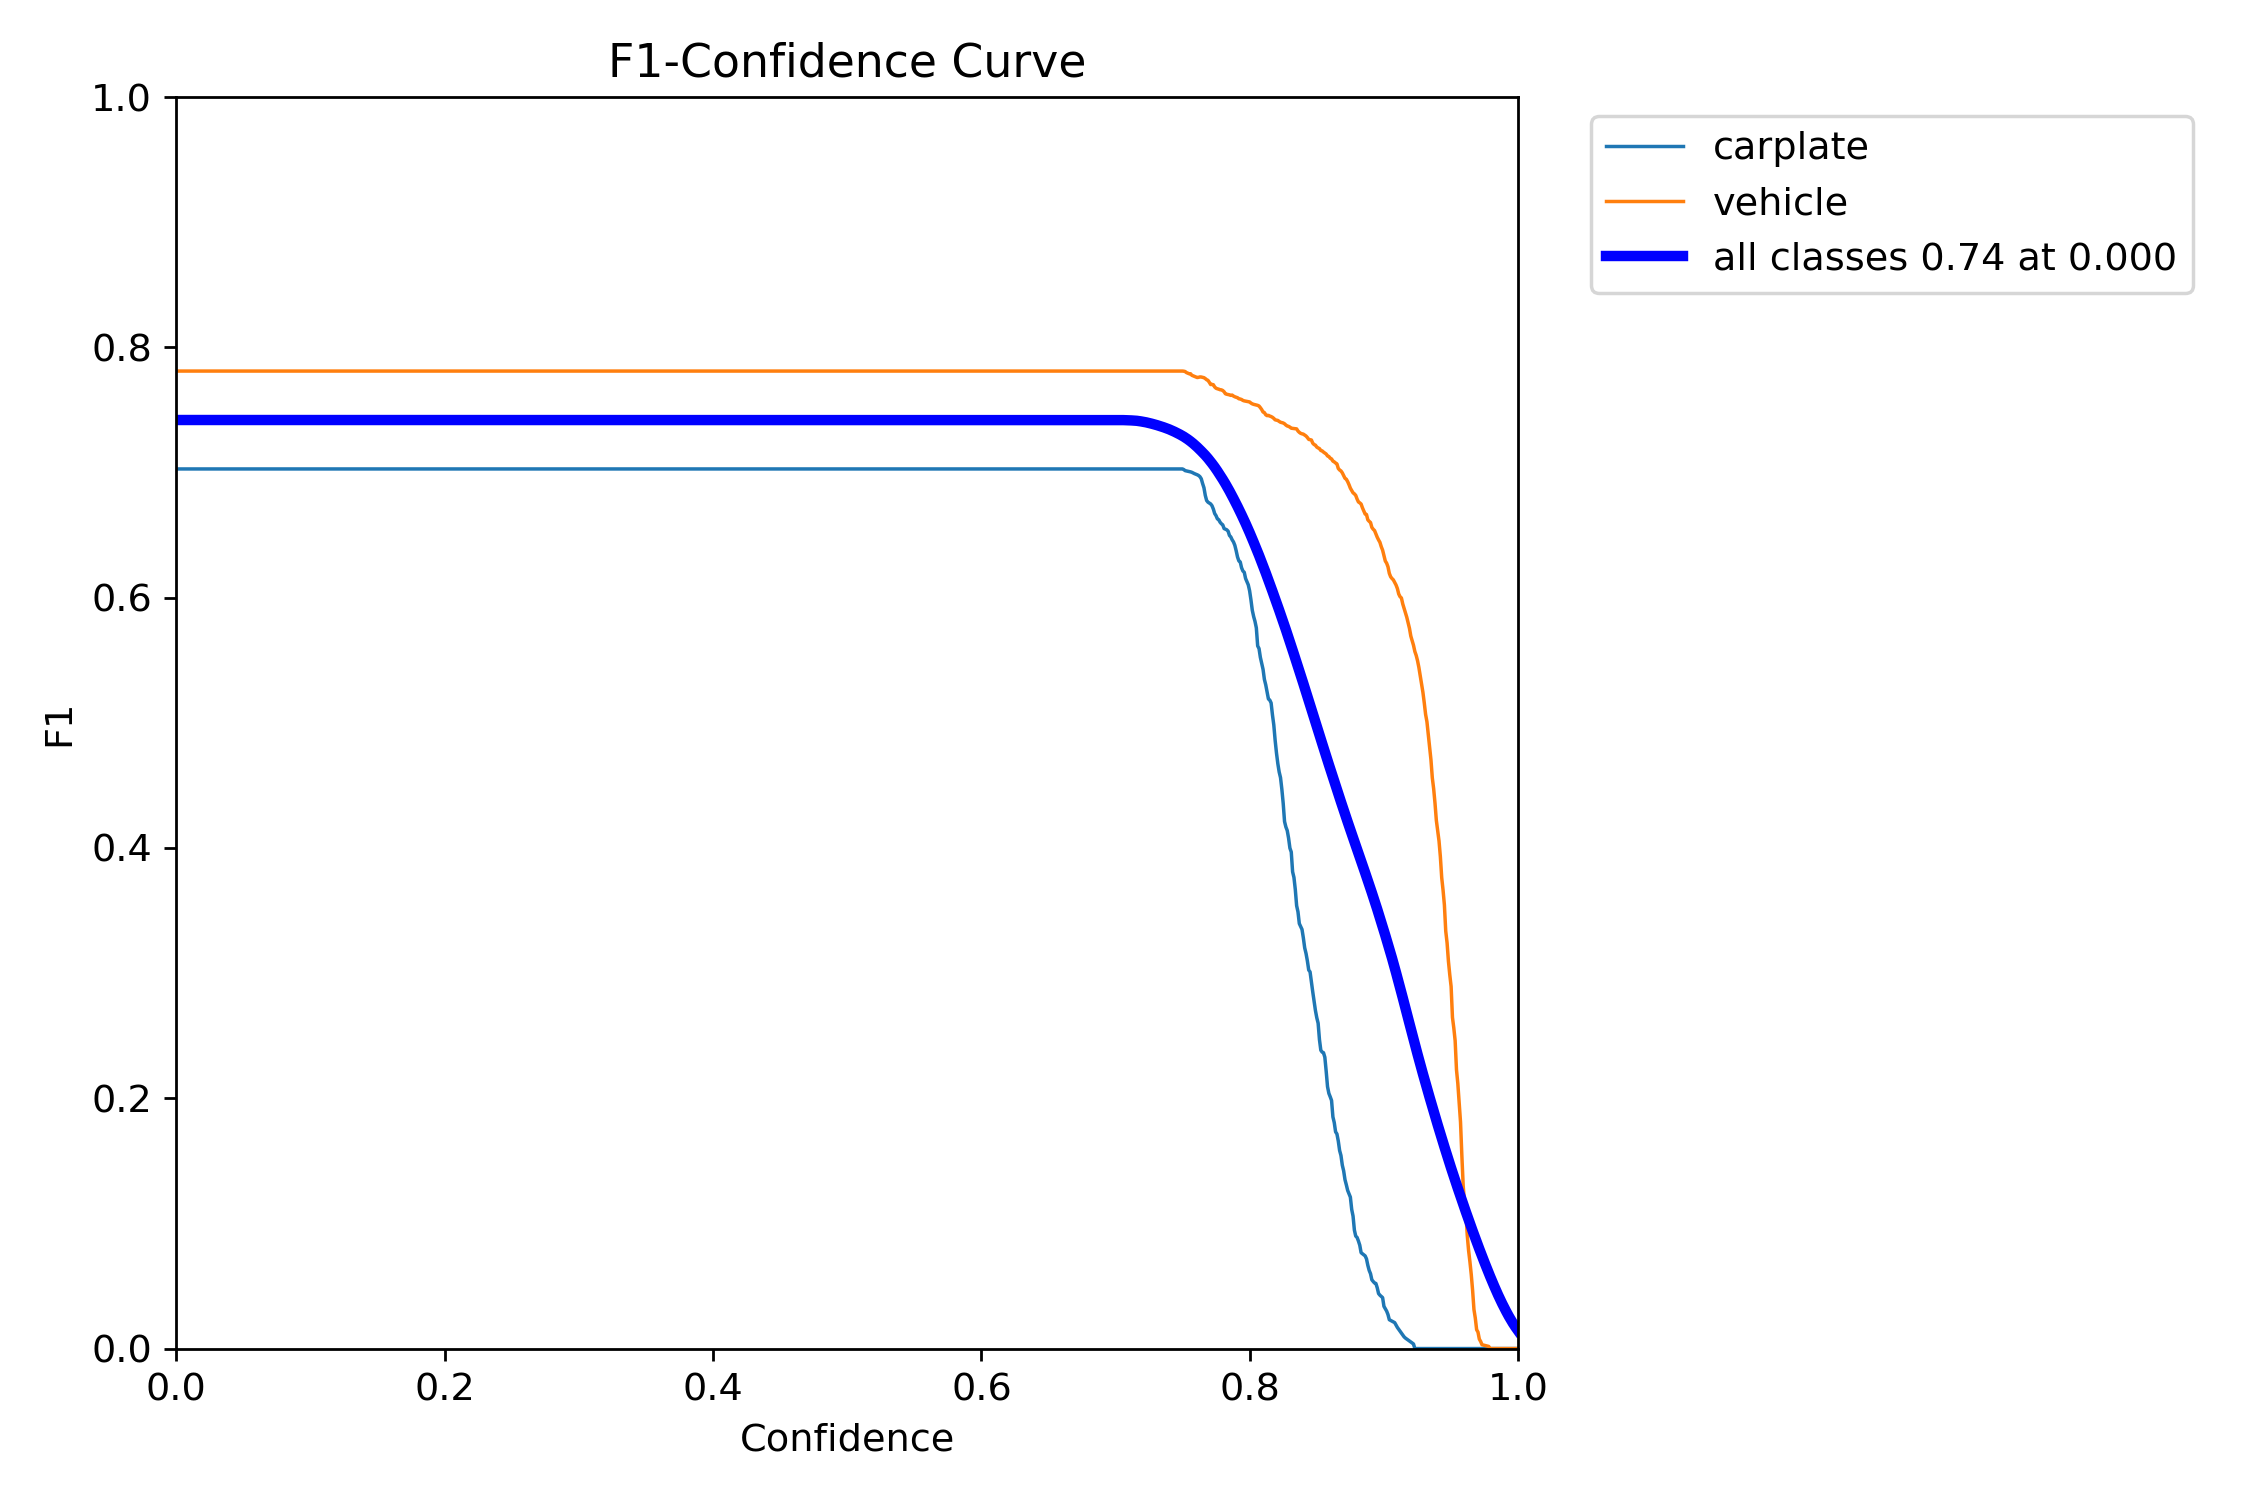 F1-Confidence Curve
1.0
0.8
0.6
0.4
0.2
0.0
F1
0.0 0.2 0.4 0.6 0.8 1.0
Confidence
carplate
vehicle
all classes 0.74 at 0.000